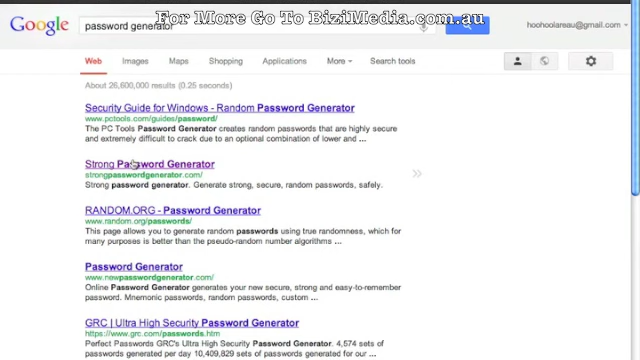 For More Go To BiziMedia.com.au
Google
password generator
hoohoolareau@gmail.com
Web Images Maps Shopping Applications More Search tools
About 26,600,000 results (0.25 seconds)
Security Guide for Windows - Random Password Generator
www.pctools.com/guides/password/
The PC Tools Password Generator creates random passwords that are highly secure
and extremely difficult to crack due to an optional combination of lower and ...
Strong Password Generator
strongpasswordgenerator.com/
Strong password generator. Generate strong, secure, random passwords, safely.
RANDOM.ORG - Password Generator
www.random.org/passwords/
This page allows you to generate random passwords using true randomness, which for
many purposes is better than the pseudo-random number algorithms ...
Password Generator
www.newpasswordgenerator.com/
Online Password Generator generates your new secure, strong and easy-to-remember
password. Mnemonic passwords, random passwords, custom ...
GRC | Ultra High Security Password Generator
https://www.grc.com/passwords.htm
Perfect Passwords GRC's Ultra High Security Password Generator. 4,574 sets of
passwords generated per day 10,409,829 sets of passwords generated for our ...